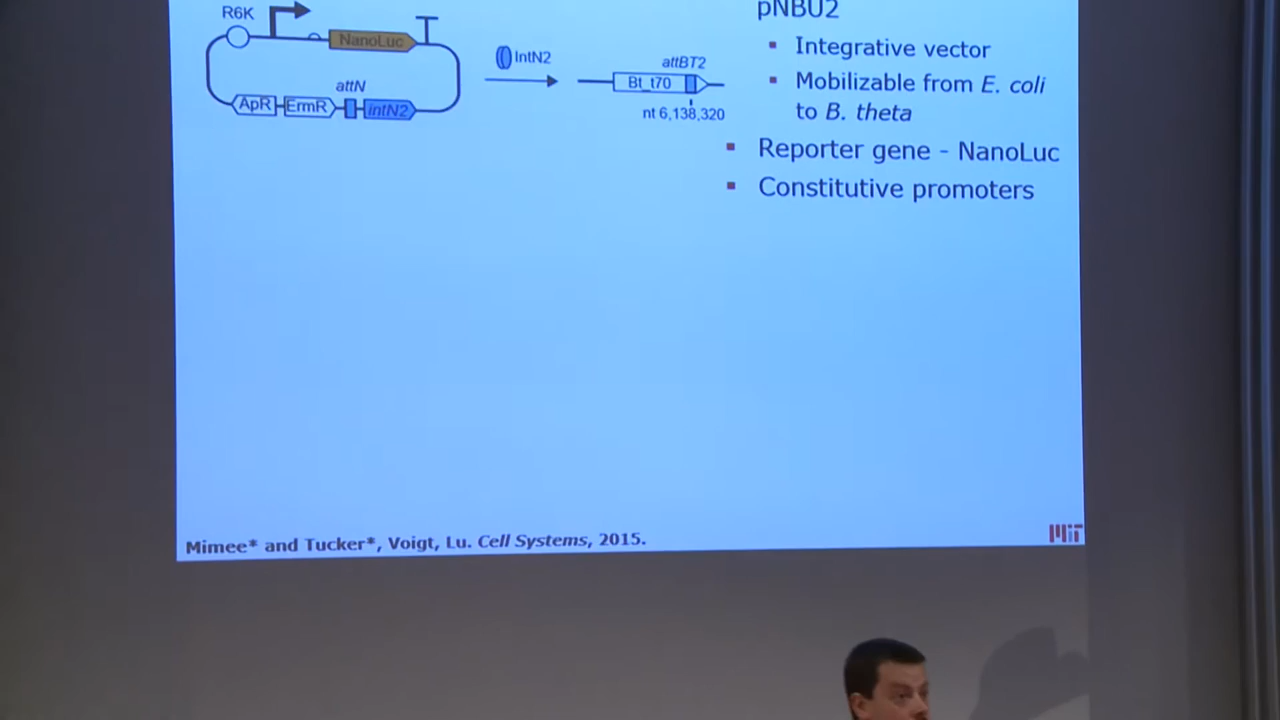 R6K
NanoLuc
attN
ApR
ErmR
intN2
IntN2
attBT2
Bt_t70
nt 6,138,320
pNBU2
Integrative vector
Mobilizable from E. coli
to B. theta
Reporter gene - NanoLuc
Constitutive promoters
Mimee* and Tucker*, Voigt, Lu. Cell Systems, 2015.
MiT